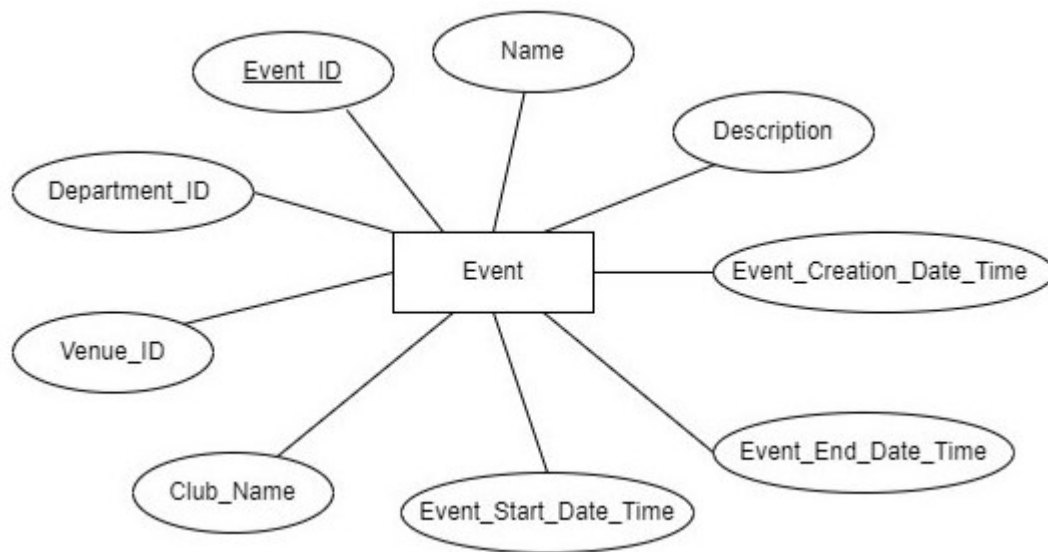 Name
Event_ID
Description
Department_ID
Event
Event_Creation_Date_Time
Venue_ID
Event_End_Date_Time
Club_Name
Event_Start_Date_Time